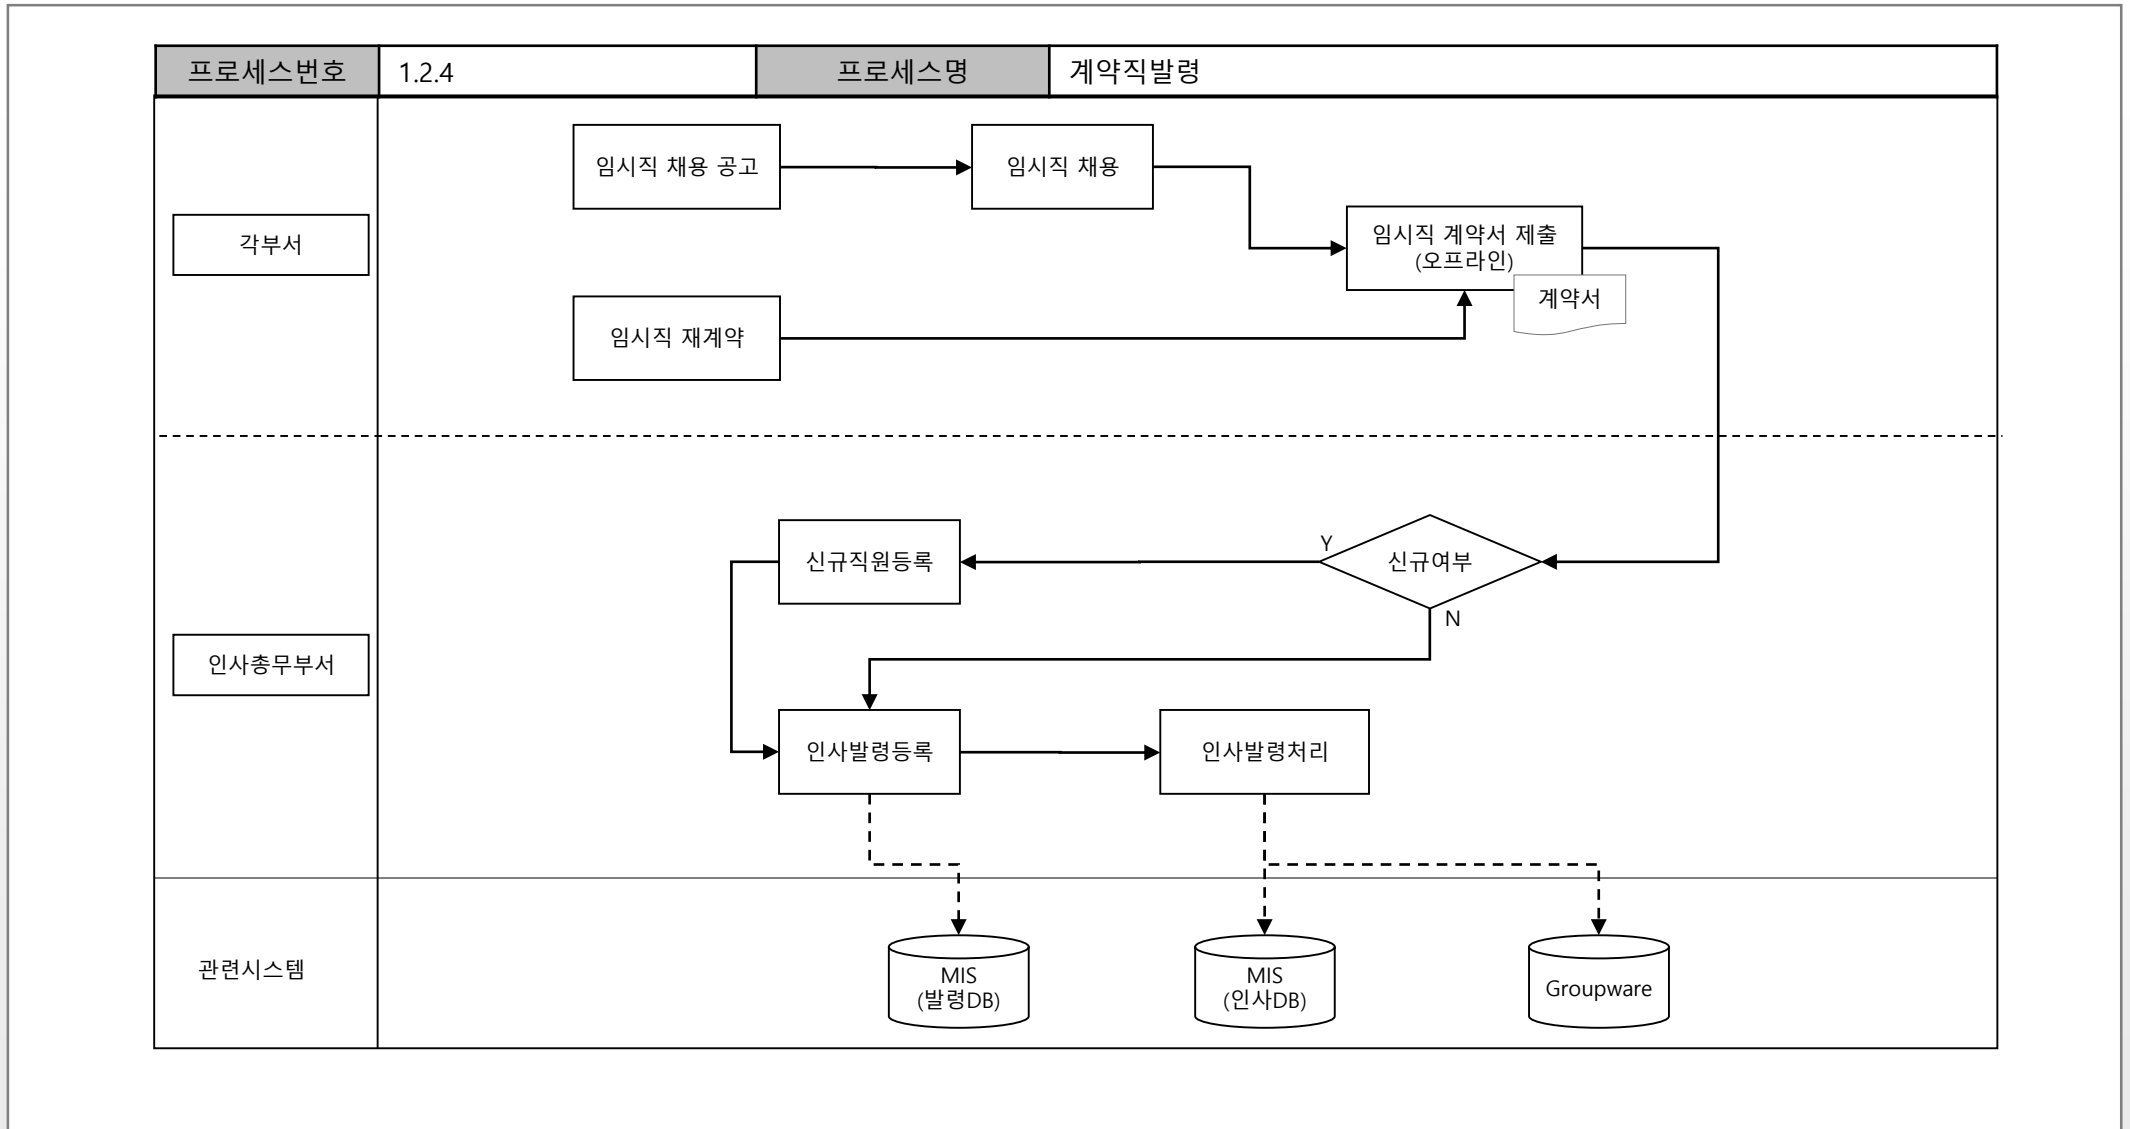 프로세스번호
1.2.4
프로세스명
계약직발령
임시직 채용 공고
임시직 채용
각부서
임시직 계약서 제출
(오프라인)
계약서
임시직 재계약
신규직원등록
Y
신규여부
N
인사총무부서
인사발령등록
인사발령처리
관련시스템
MIS
(발령DB)
MIS
(인사DB)
Groupware